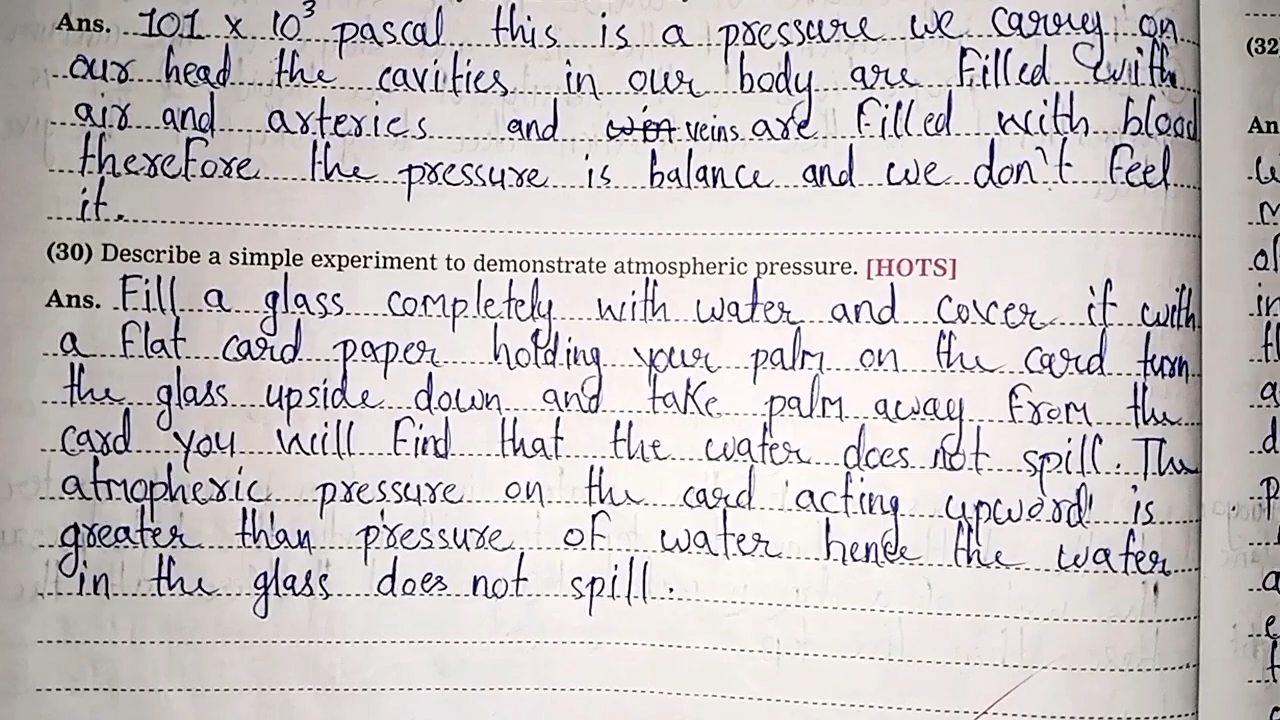 Ans. 101 x 10³ pascal this is a pressure we carrey on
our head the cavities in our body are Filled with
air and arteries and veins are Filled with blood
therefore the pressure is balance and we don't feel
it.
(30) Describe a simple experiment to demonstrate atmospheric pressure. [HOTS]
Ans. Fill a glass completely with water and cover it with
a flat card paper holding your palm on the card turn
the glass upside down and take palm away from the
card you will Find that the water does not spill. The
atmopheric pressure on the card acting upword is
greater than pressure of water hence the water
in the glass does not spill.
(32
An